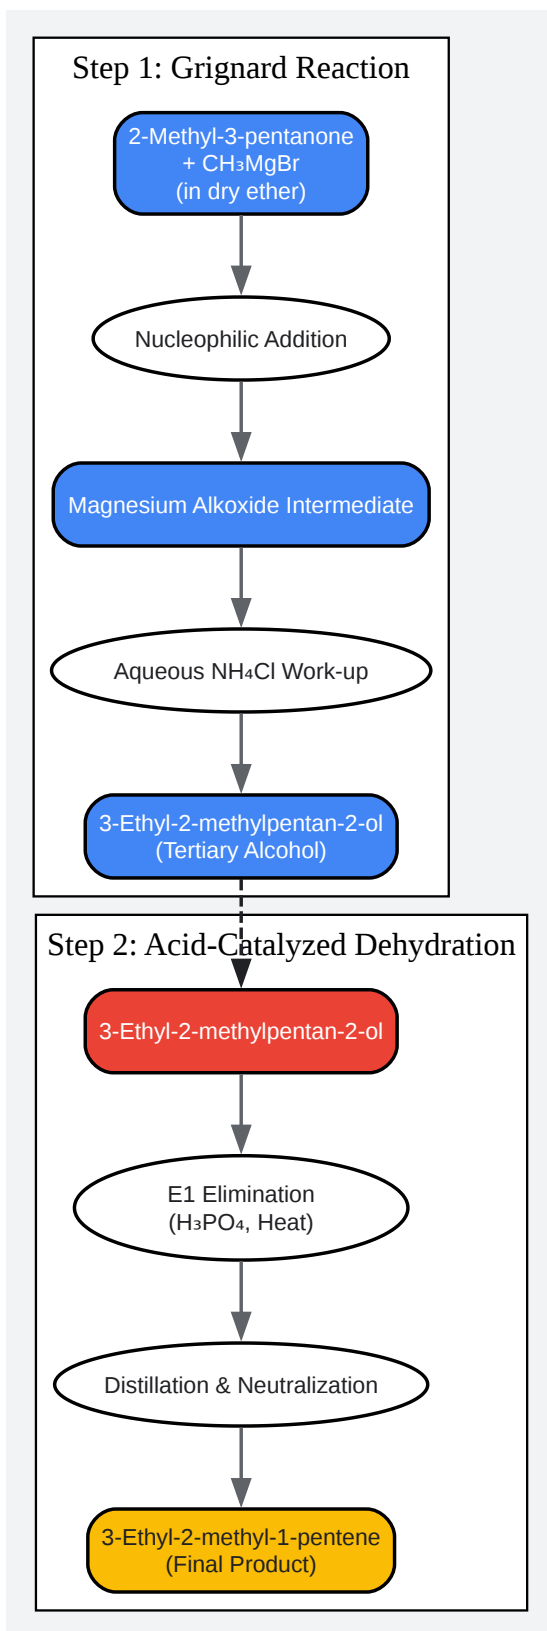 Step 1: Grignard Reaction
2-Methyl-3-pentanone
+ CH₃MgBr
(in dry ether)
Nucleophilic Addition
Magnesium Alkoxide Intermediate
Aqueous NH₄Cl Work-up
3-Ethyl-2-methylpentan-2-ol
(Tertiary Alcohol)
Step 2: Acid-Catalyzed Dehydration
3-Ethyl-2-methylpentan-2-ol
E1 Elimination
(H₃PO₄, Heat)
Distillation & Neutralization
3-Ethyl-2-methyl-1-pentene
(Final Product)